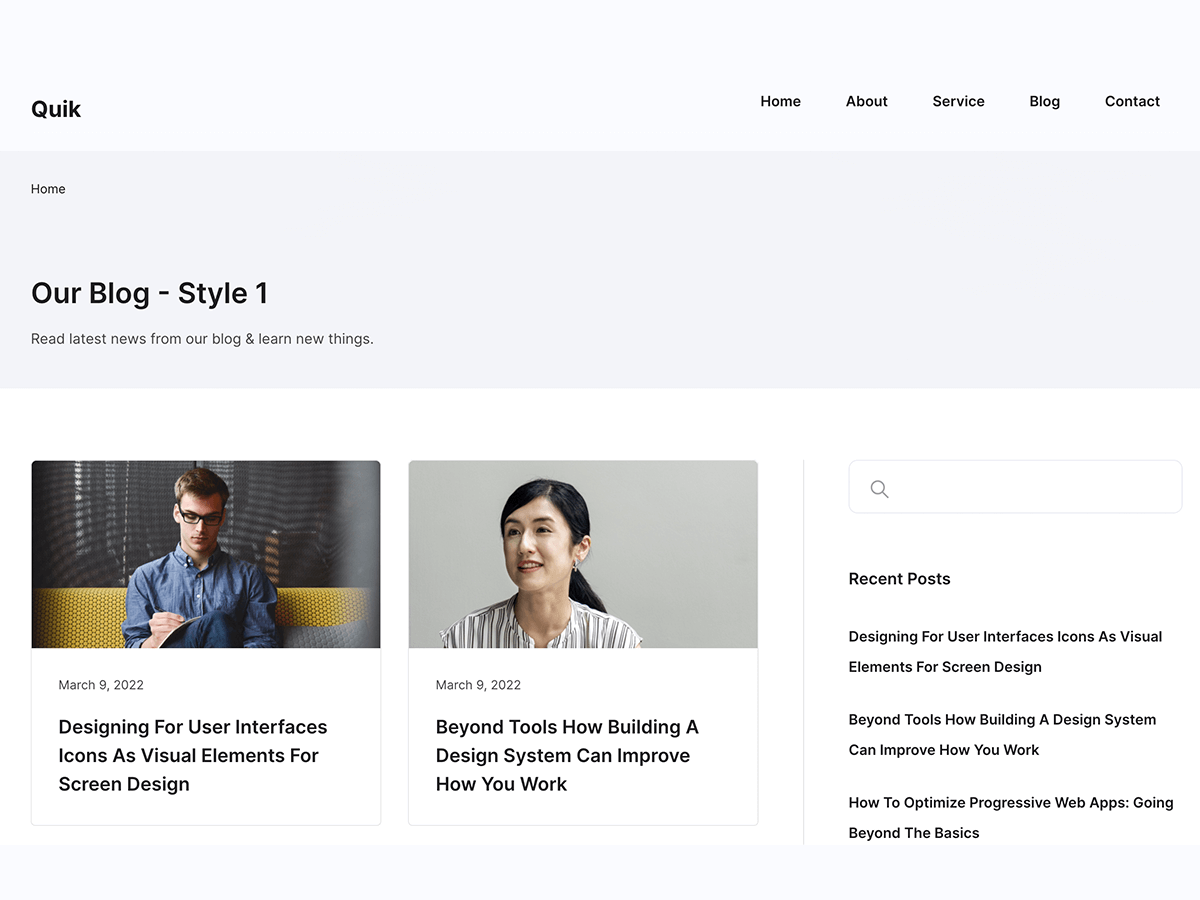 Quik
Home
About
Service
Blog
Contact
Home
Our Blog - Style 1
Read latest news from our blog & learn new things.
March 9, 2022
Designing For User Interfaces
Icons As Visual Elements For
Screen Design
March 9, 2022
Beyond Tools How Building A
Design System Can Improve
How You Work
Recent Posts
Designing For User Interfaces Icons As Visual
Elements For Screen Design
Beyond Tools How Building A Design System
Can Improve How You Work
How To Optimize Progressive Web Apps: Going
Beyond The Basics